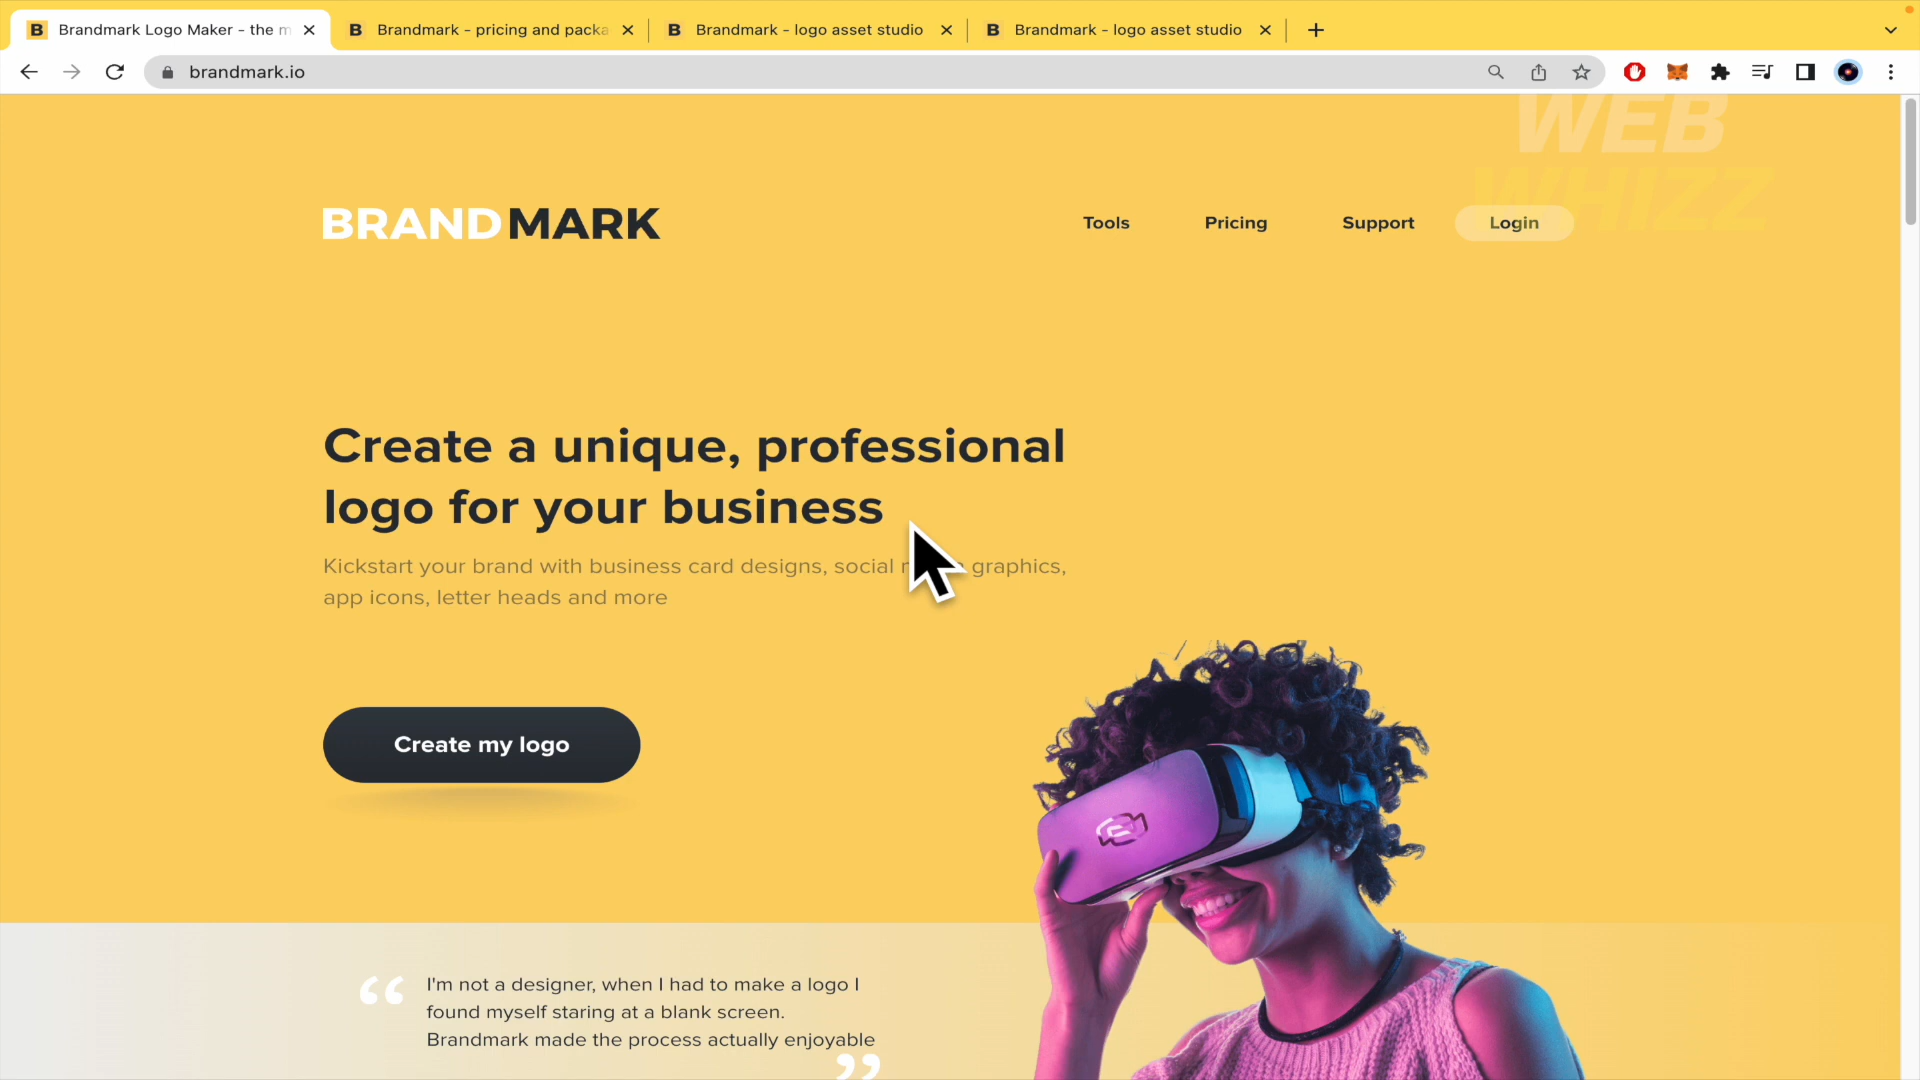 Brandmark Logo Maker - the m
Brandmark - pricing and packa
Brandmark - logo asset studio
Brandmark - logo asset studio
brandmark.io
WEB
WHIZZ
BRANDMARK
Tools
Pricing
Support
Login
Create a unique, professional
logo for your business
Kickstart your brand with business card designs, social graphics,
app icons, letter heads and more
Create my logo
“ I'm not a designer, when I had to make a logo I
found myself staring at a blank screen.
Brandmark made the process actually enjoyable ”